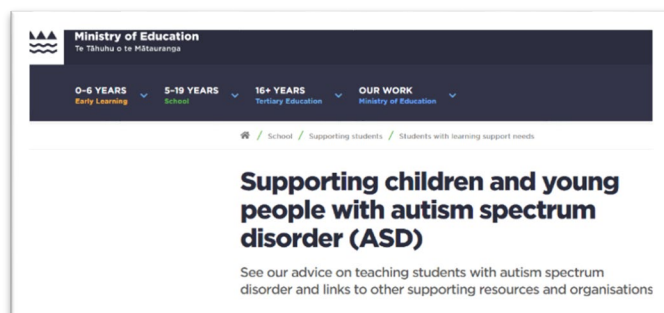 Ministry of Education
Te Tāhuhu o te Mātauranga
0-6 YEARS
Early Learning
5-19 YEARS
School
16+ YEARS
Tertiary Education
OUR WORK
Ministry of Education
/ School / Supporting students / Students with learning support needs
Supporting children and young
people with autism spectrum
disorder (ASD)
See our advice on teaching students with autism spectrum
disorder and links to other supporting resources and organisations